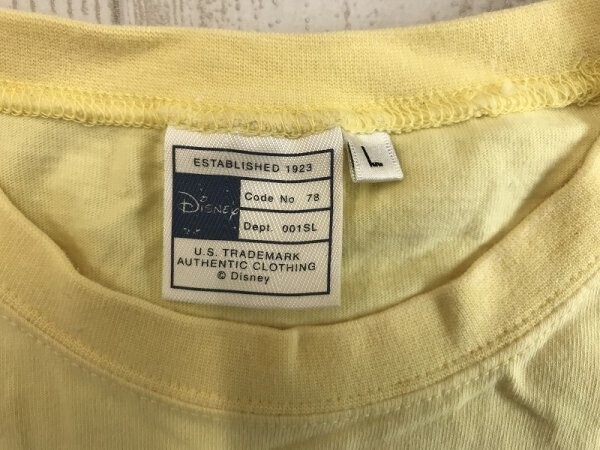 ESTABLISHED 1923
Disney
Code No 78
Dept. 001SL
U.S. TRADEMARK
AUTHENTIC CLOTHING
© Disney
L